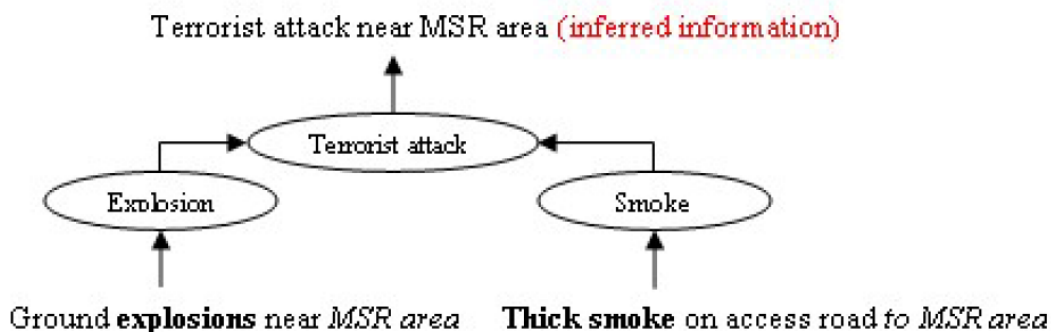 Terrorist attack near MSR area (inferred information)
Terrorist attack
Explosion
Smoke
Ground explosions near MSR area
Thick smoke on access road to MSR area